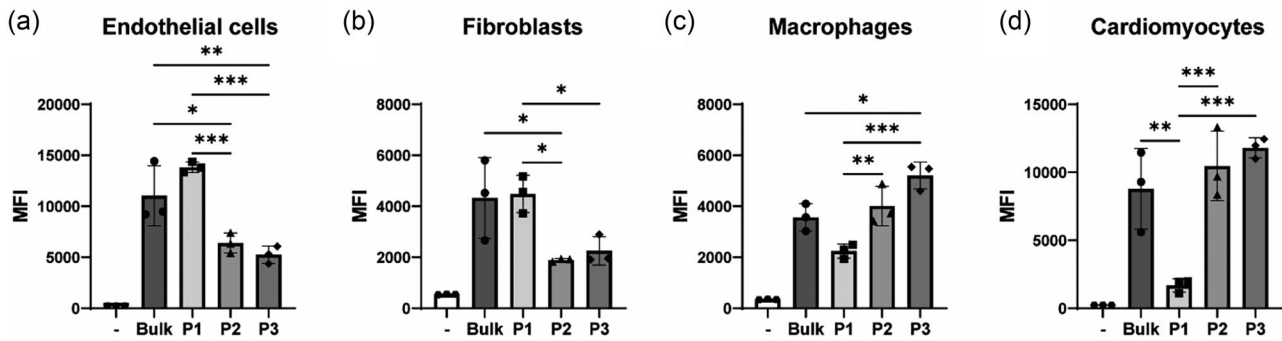 (a) Endothelial cells
**
***
*
***
MFI
20000
15000
10000
5000
0
- Bulk P1 P2 P3
(b) Fibroblasts
*
*
*
MFI
8000
6000
4000
2000
0
- Bulk P1 P2 P3
(c) Macrophages
*
***
**
MFI
8000
6000
4000
2000
0
- Bulk P1 P2 P3
(d) Cardiomyocytes
***
***
**
MFI
15000
10000
5000
0
- Bulk P1 P2 P3